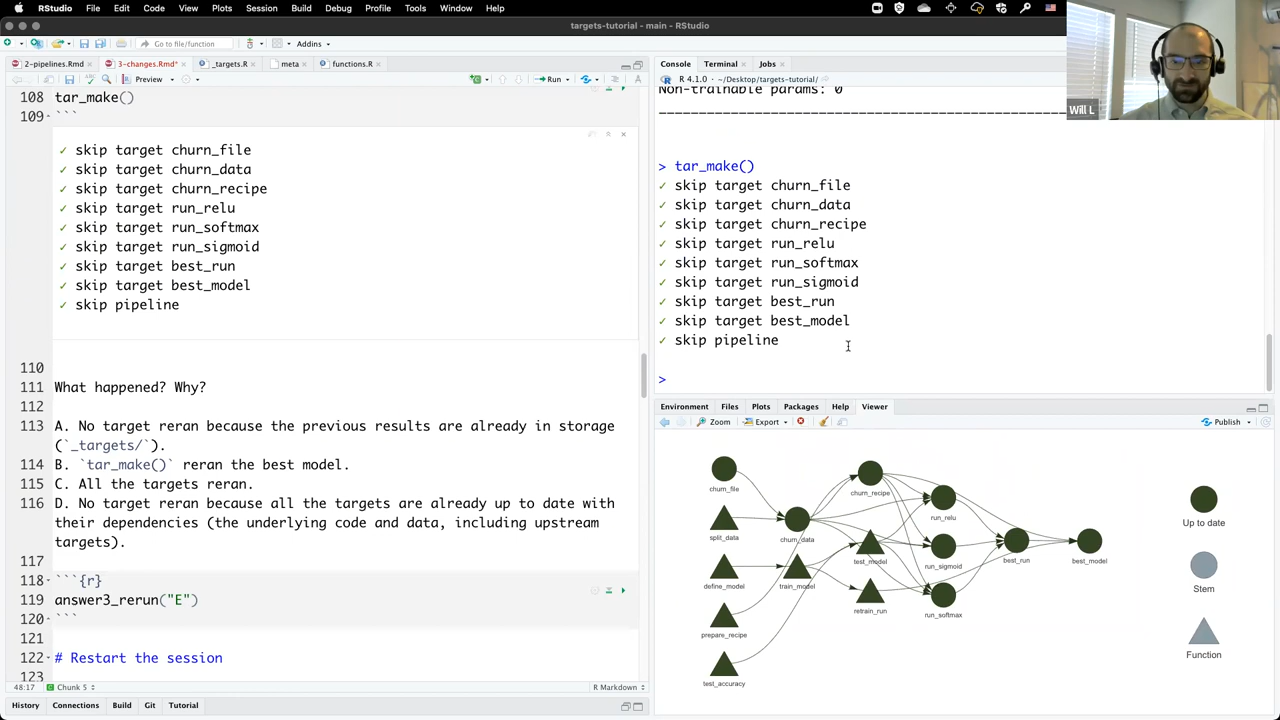 RStudio File Edit Code View Plots Session Build Debug Profile Tools Window Help
targets-tutorial - main - RStudio
Go to file/function Addins
2-pipelines.Rmd 3-changes.Rmd* _targets.R meta functions.R
Preview Run
108 tar_make()
109 ```
✓ skip target churn_file
✓ skip target churn_data
✓ skip target churn_recipe
✓ skip target run_relu
✓ skip target run_softmax
✓ skip target run_sigmoid
✓ skip target best_run
✓ skip target best_model
✓ skip pipeline
110
111 What happened? Why?
112
113 A. No target reran because the previous results are already in storage
(`_targets/`).
114 B. `tar_make()` reran the best model.
115 C. All the targets reran.
116 D. No target reran because all the targets are already up to date with
their dependencies (the underlying code and data, including upstream
targets).
117
118 ```{r}
119 answer3_rerun("E")
120 ```
121
122 # Restart the session
123
Chunk 5 R Markdown
History Connections Build Git Tutorial
Console Terminal Jobs
R 4.1.0 · ~/Desktop/targets-tutorial/
Non-trainable params: 0
> tar_make()
✓ skip target churn_file
✓ skip target churn_data
✓ skip target churn_recipe
✓ skip target run_relu
✓ skip target run_softmax
✓ skip target run_sigmoid
✓ skip target best_run
✓ skip target best_model
✓ skip pipeline
>
Will L
Environment Files Plots Packages Help Viewer
Zoom Export Publish
churn_file
split_data
define_model
prepare_recipe
test_accuracy
churn_data
train_model
churn_recipe
test_model
retrain_run
run_relu
run_sigmoid
run_softmax
best_run
best_model
Up to date
Stem
Function